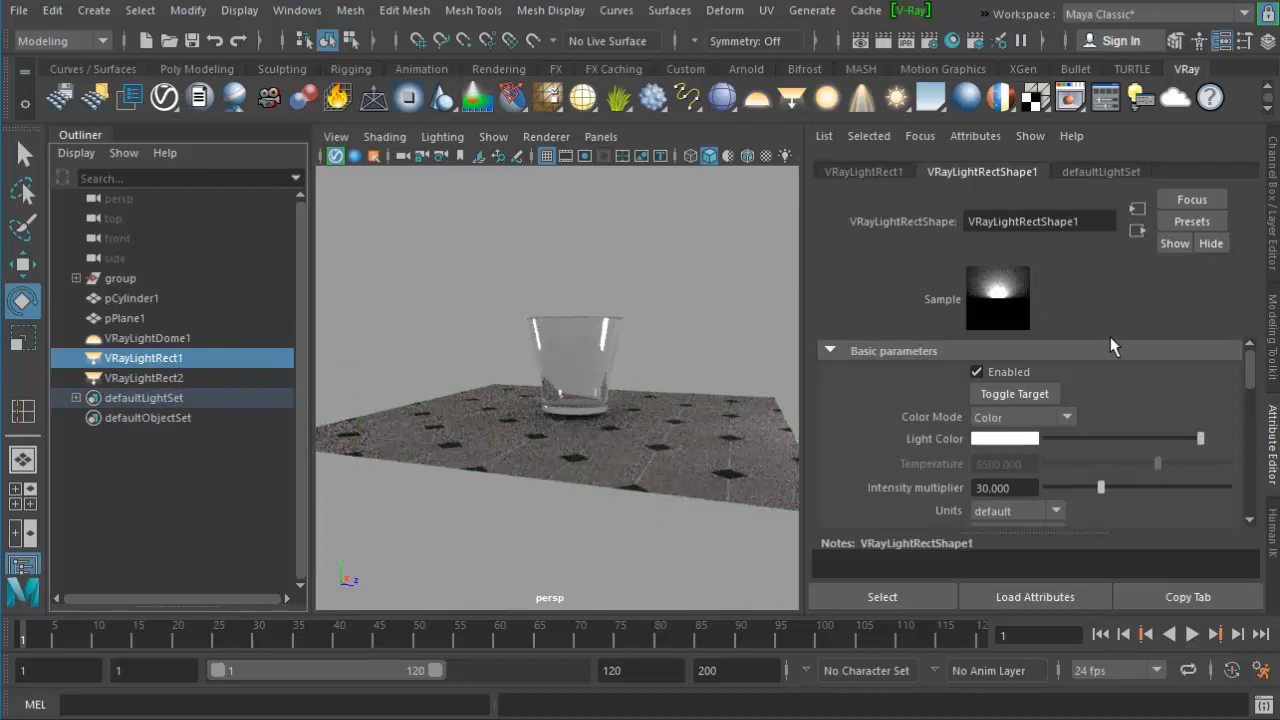 File Edit Create Select Modify Display Windows Mesh Edit Mesh Mesh Tools Mesh Display Curves Surfaces Deform UV Generate Cache [V-Ray] Workspace : Maya Classic*
Modeling No Live Surface Symmetry: Off Sign In
Curves / Surfaces Poly Modeling Sculpting Rigging Animation Rendering FX FX Caching Custom Arnold Bifrost MASH Motion Graphics XGen Bullet TURTLE VRay
Outliner
Display Show Help
Search...
persp
top
front
side
group
pCylinder1
pPlane1
VRayLightDome1
VRayLightRect1
VRayLightRect2
defaultLightSet
defaultObjectSet
View Shading Lighting Show Renderer Panels
persp
List Selected Focus Attributes Show Help
VRayLightRect1 VRayLightRectShape1 defaultLightSet
VRayLightRectShape: VRayLightRectShape1
Focus
Presets
Show Hide
Sample
Basic parameters
Enabled
Toggle Target
Color Mode Color
Light Color
Temperature 6500.000
Intensity multiplier 30.000
Units default
Notes: VRayLightRectShape1
Select Load Attributes Copy Tab
Channel Box / Layer Editor
Modeling Toolkit
Attribute Editor
Human IK
1 5 10 15 20 25 30 35 40 45 50 55 60 65 70 75 80 85 90 95 100 105 110 115 12 1
1 1 1 120 120 200 No Character Set No Anim Layer 24 fps
MEL